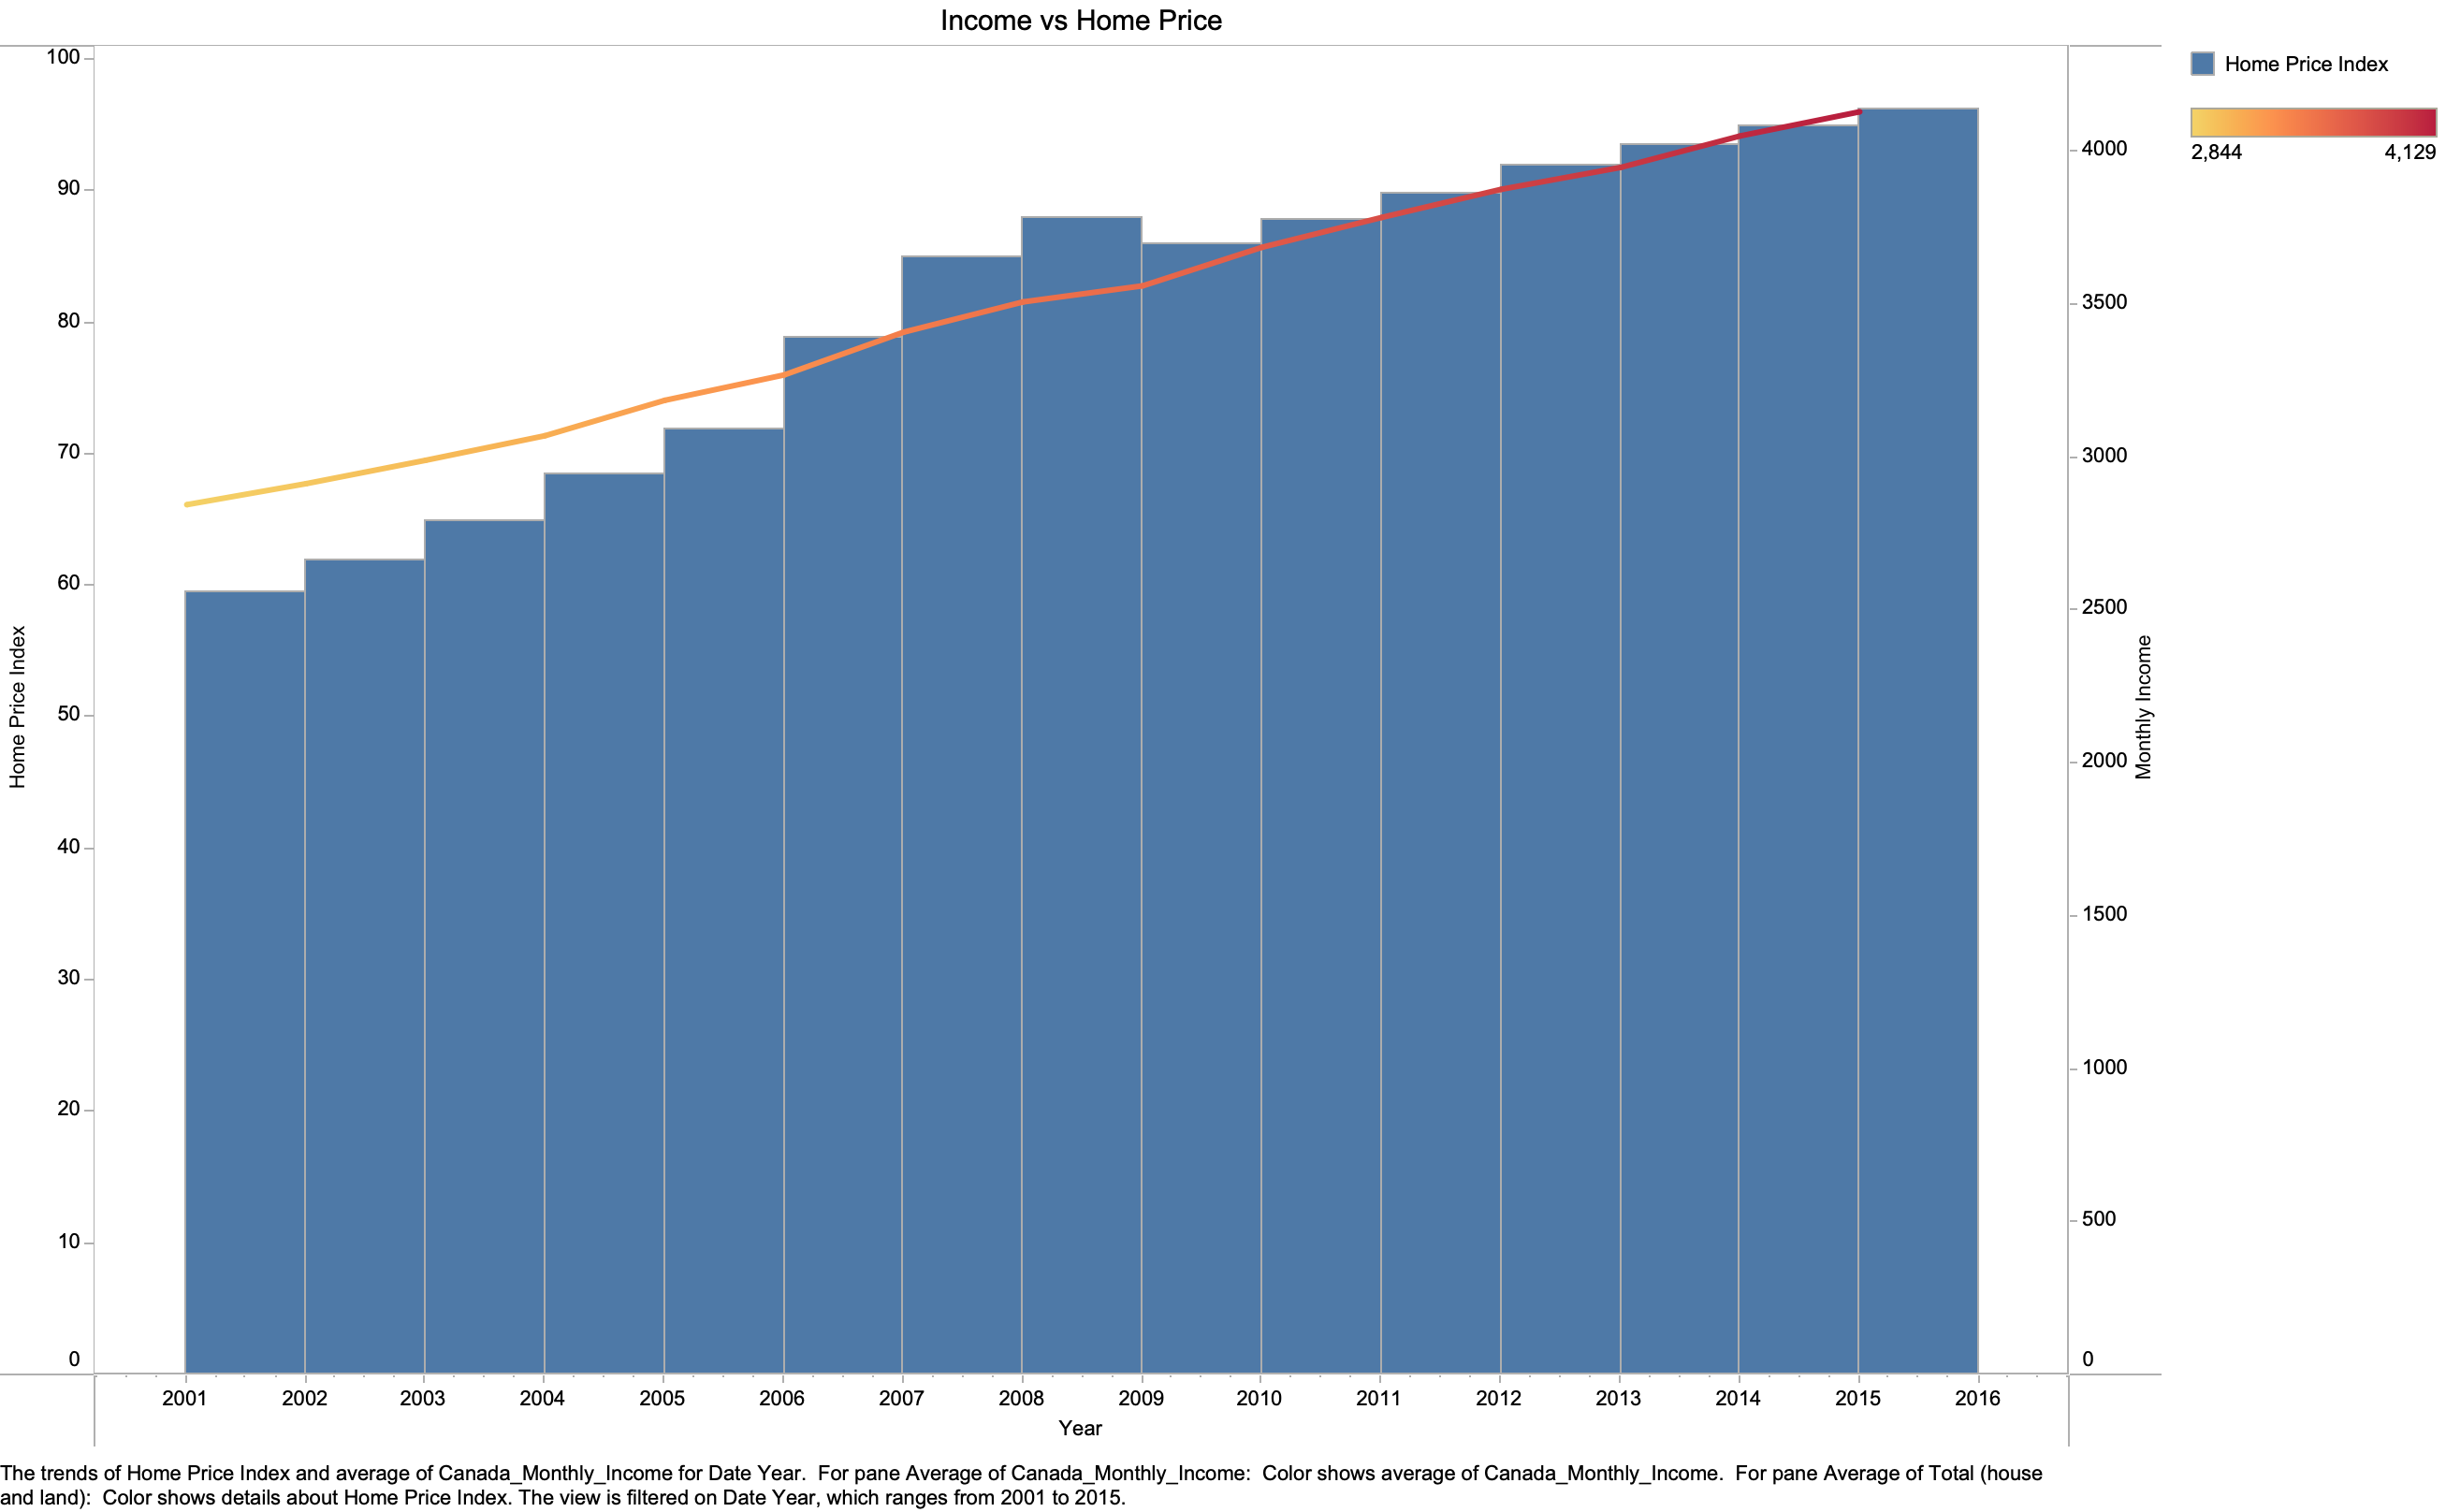 Income vs Home Price
100
90
80
70
60
50
40
30
20
10
0
Home Price Index
4000
3500
3000
2500
2000
1500
1000
500
0
Monthly Income
2001 2002 2003 2004 2005 2006 2007 2008 2009 2010 2011 2012 2013 2014 2015 2016
Year
Home Price Index
2,844 4,129
The trends of Home Price Index and average of Canada_Monthly_Income for Date Year.  For pane Average of Canada_Monthly_Income:  Color shows average of Canada_Monthly_Income.  For pane Average of Total (house
and land):  Color shows details about Home Price Index. The view is filtered on Date Year, which ranges from 2001 to 2015.